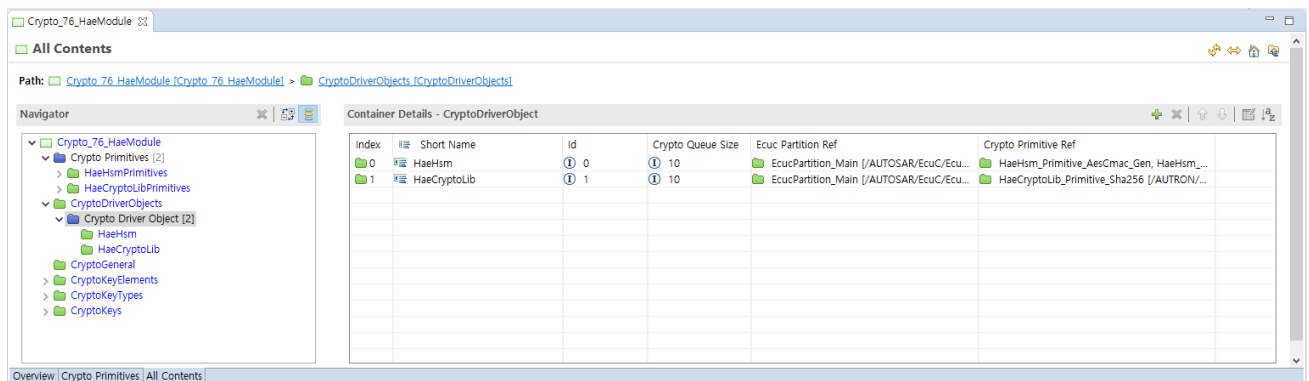 Crypto_76_HaeModule
All Contents
Path: Crypto_76_HaeModule [Crypto_76_HaeModule] > CryptoDriverObjects [CryptoDriverObjects]
Navigator
Crypto_76_HaeModule
Crypto Primitives [2]
HaeHsmPrimitives
HaeCryptoLibPrimitives
CryptoDriverObjects
Crypto Driver Object [2]
HaeHsm
HaeCryptoLib
CryptoGeneral
CryptoKeyElements
CryptoKeyTypes
CryptoKeys
Container Details - CryptoDriverObject
Index Short Name Id Crypto Queue Size Ecuc Partition Ref Crypto Primitive Ref
0 HaeHsm 0 10 EcucPartition_Main [/AUTOSAR/EcuC/Ecu... HaeHsm_Primitive_AesCmac_Gen, HaeHsm_...
1 HaeCryptoLib 1 10 EcucPartition_Main [/AUTOSAR/EcuC/Ecu... HaeCryptoLib_Primitive_Sha256 [/AUTRON/...
Overview Crypto Primitives All Contents